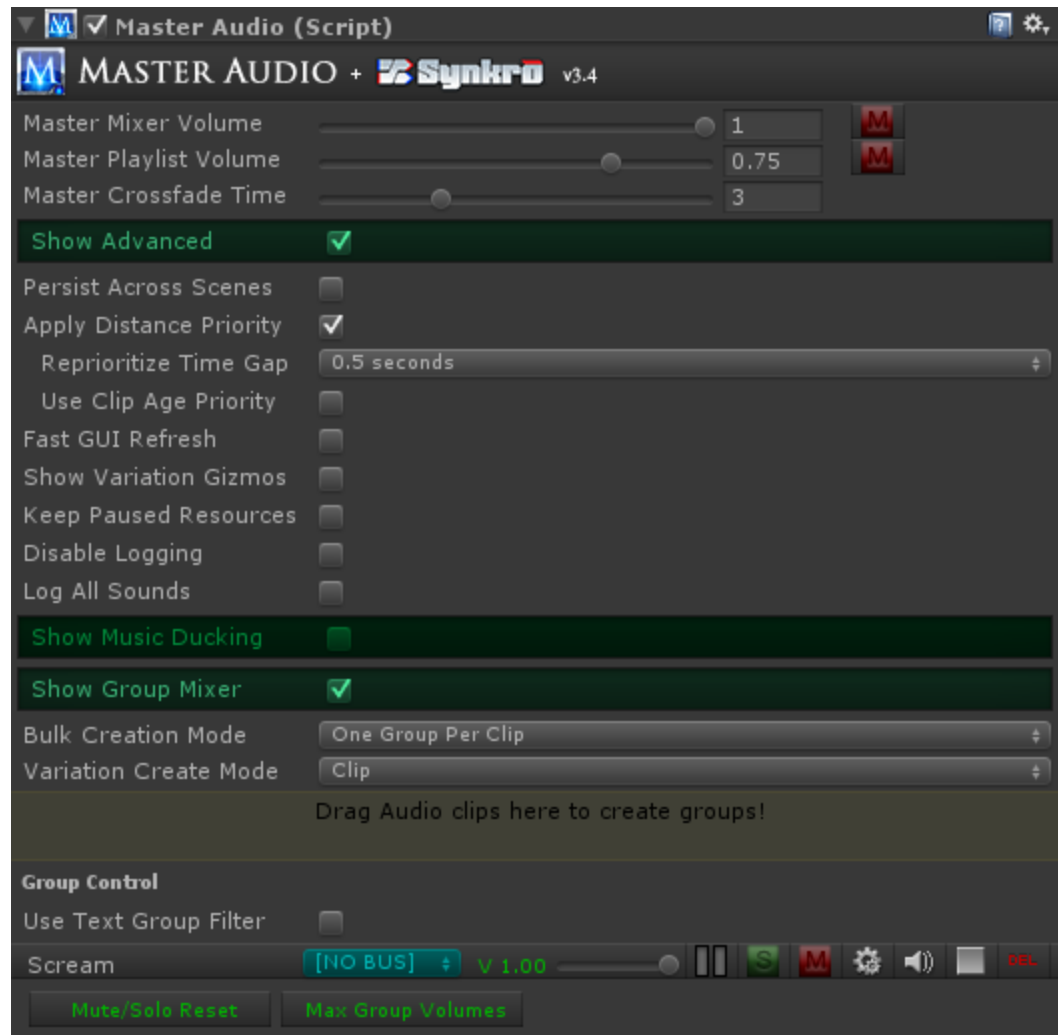 Master Audio (Script)
M MASTER AUDIO + Synkro v3.4
Master Mixer Volume 1 M
Master Playlist Volume 0.75 M
Master Crossfade Time 3
Show Advanced
Persist Across Scenes
Apply Distance Priority
Reprioritize Time Gap 0.5 seconds
Use Clip Age Priority
Fast GUI Refresh
Show Variation Gizmos
Keep Paused Resources
Disable Logging
Log All Sounds
Show Music Ducking
Show Group Mixer
Bulk Creation Mode One Group Per Clip
Variation Create Mode Clip
Drag Audio clips here to create groups!
Group Control
Use Text Group Filter
Scream [NO BUS] V 1.00 S M DEL
Mute/Solo Reset Max Group Volumes